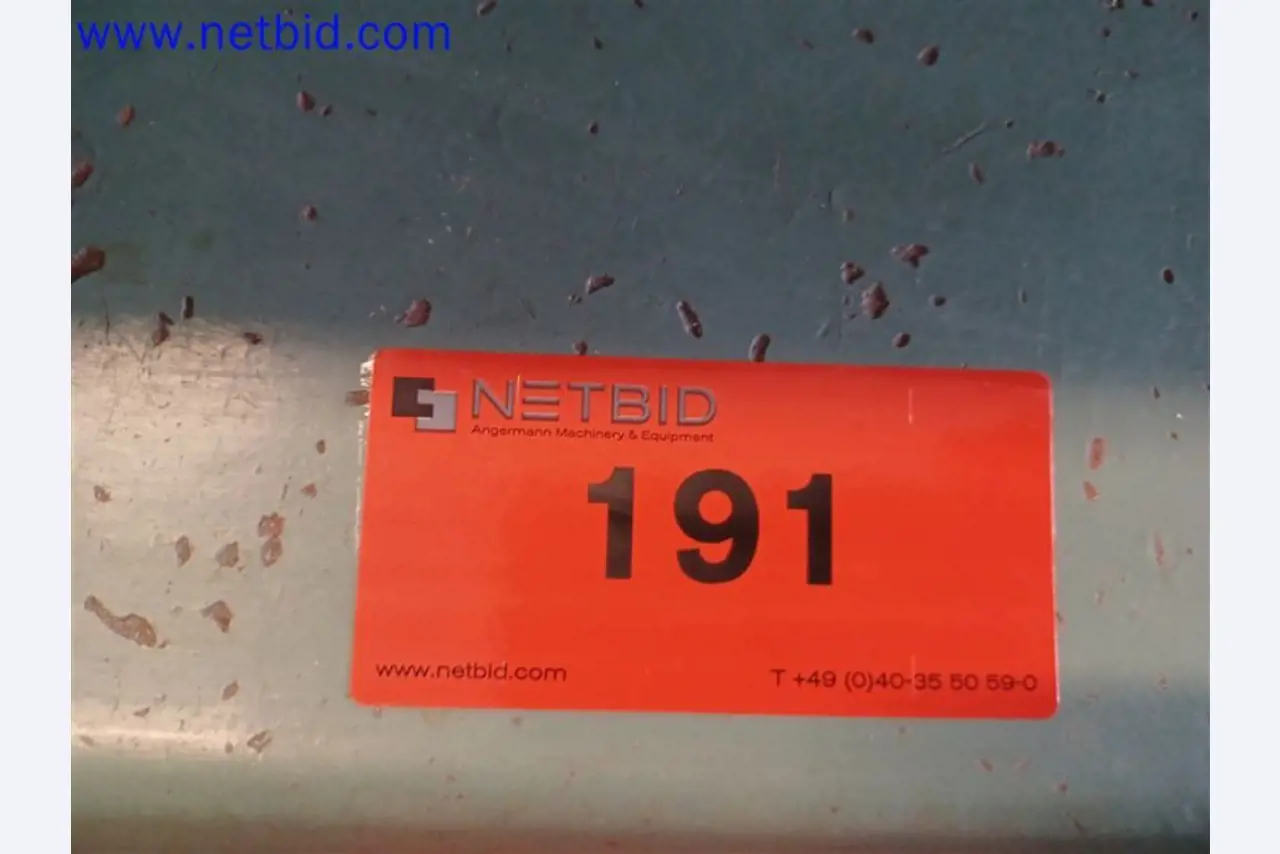 www.netbid.com
NETBID
Angermann Machinery & Equipment
191
www.netbid.com
T +49 (0)40-35 50 59-0